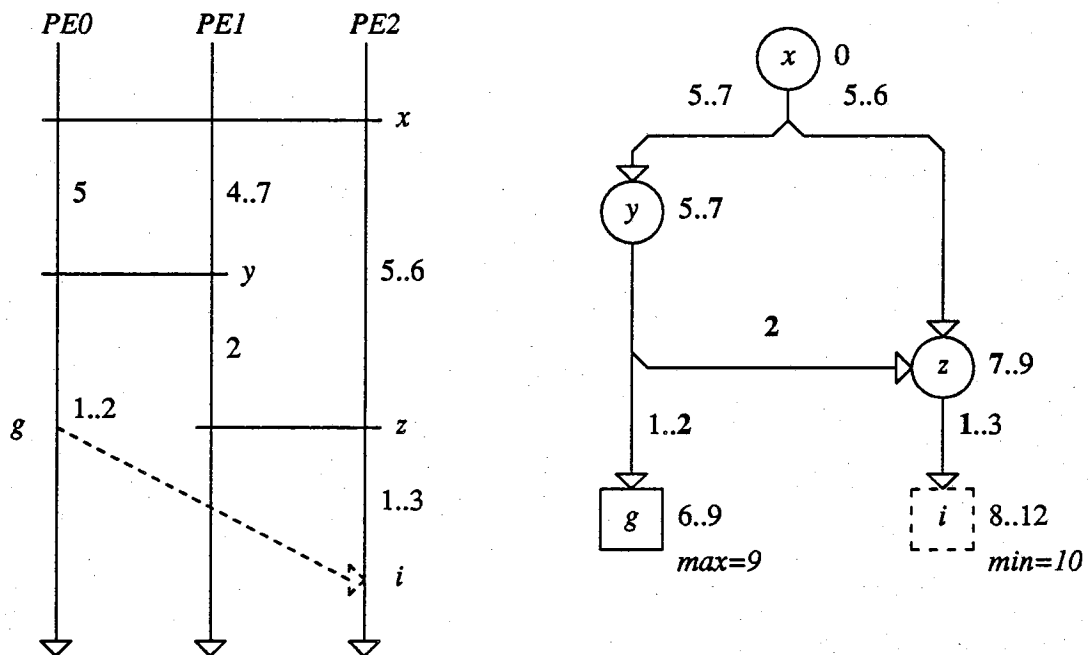 PE0 PE1 PE2
x
5 4..7
y 5..6
2
g 1..2 z
1..3
i
x 0
5..7 5..6
y 5..7
2
z 7..9
1..2 1..3
g 6..9 i 8..12
max=9 min=10